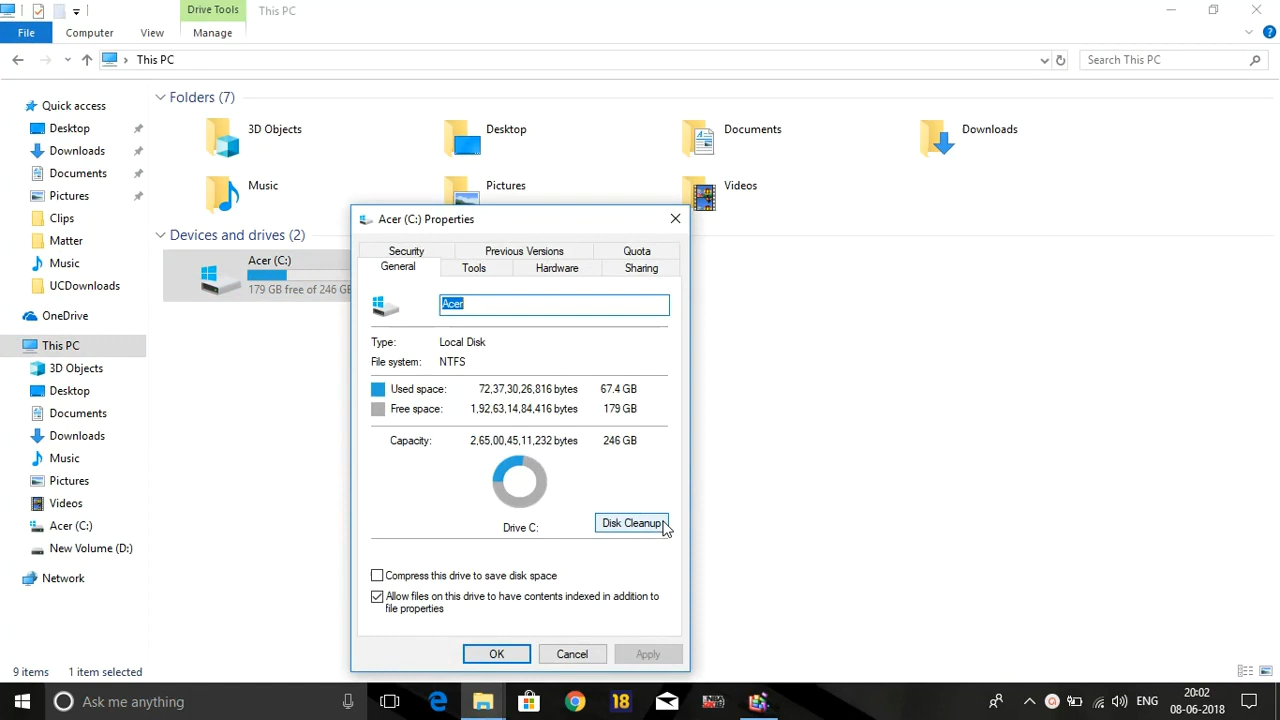 Drive Tools
This PC
File
Computer
View
Manage
This PC
Search This PC
Quick access
Desktop
Downloads
Documents
Pictures
Clips
Matter
Music
UCDownloads
OneDrive
This PC
3D Objects
Desktop
Documents
Downloads
Music
Pictures
Videos
Acer (C:)
New Volume (D:)
Network
Folders (7)
3D Objects
Desktop
Documents
Downloads
Music
Pictures
Videos
Devices and drives (2)
Acer (C:)
179 GB free of 246 GB
Acer (C:) Properties
Security
Previous Versions
Quota
General
Tools
Hardware
Sharing
Acer
Type: Local Disk
File system: NTFS
Used space: 72,37,30,26,816 bytes 67.4 GB
Free space: 1,92,63,14,84,416 bytes 179 GB
Capacity: 2,65,00,45,11,232 bytes 246 GB
Drive C:
Disk Cleanup
Compress this drive to save disk space
Allow files on this drive to have contents indexed in addition to
file properties
OK
Cancel
Apply
9 items
1 item selected
Ask me anything
18
ENG
20:02
08-06-2018